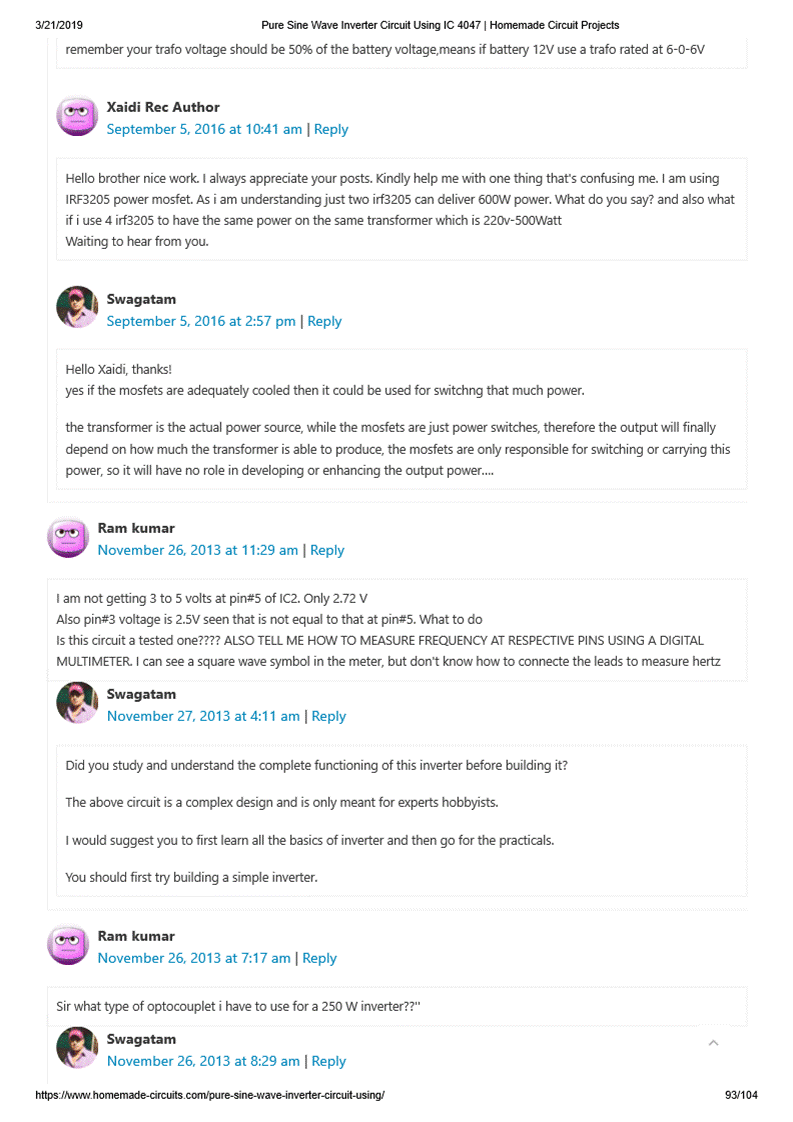 3/21/2019
Pure Sine Wave Inverter Circuit Using IC 4047 | Homemade Circuit Projects
remember your trafo voltage should be 50% of the battery voltage,means if battery 12V use a trafo rated at 6-0-6V
Xaidi Rec Author
September 5, 2016 at 10:41 am | Reply
Hello brother nice work. I always appreciate your posts. Kindly help me with one thing that's confusing me. I am using
IRF3205 power mosfet. As i am understanding just two irf3205 can deliver 600W power. What do you say? and also what
if i use 4 irf3205 to have the same power on the same transformer which is 220v-500Watt
Waiting to hear from you.
Swagatam
September 5, 2016 at 2:57 pm | Reply
Hello Xaidi, thanks!
yes if the mosfets are adequately cooled then it could be used for switchng that much power.
the transformer is the actual power source, while the mosfets are just power switches, therefore the output will finally
depend on how much the transformer is able to produce, the mosfets are only responsible for switching or carrying this
power, so it will have no role in developing or enhancing the output power....
Ram kumar
November 26, 2013 at 11:29 am | Reply
I am not getting 3 to 5 volts at pin#5 of IC2. Only 2.72 V
Also pin#3 voltage is 2.5V seen that is not equal to that at pin#5. What to do
Is this circuit a tested one???? ALSO TELL ME HOW TO MEASURE FREQUENCY AT RESPECTIVE PINS USING A DIGITAL
MULTIMETER. I can see a square wave symbol in the meter, but don't know how to connecte the leads to measure hertz
Swagatam
November 27, 2013 at 4:11 am | Reply
Did you study and understand the complete functioning of this inverter before building it?
The above circuit is a complex design and is only meant for experts hobbyists.
I would suggest you to first learn all the basics of inverter and then go for the practicals.
You should first try building a simple inverter.
Ram kumar
November 26, 2013 at 7:17 am | Reply
Sir what type of optocouplet i have to use for a 250 W inverter??"
Swagatam
November 26, 2013 at 8:29 am | Reply
https://www.homemade-circuits.com/pure-sine-wave-inverter-circuit-using/
93/104